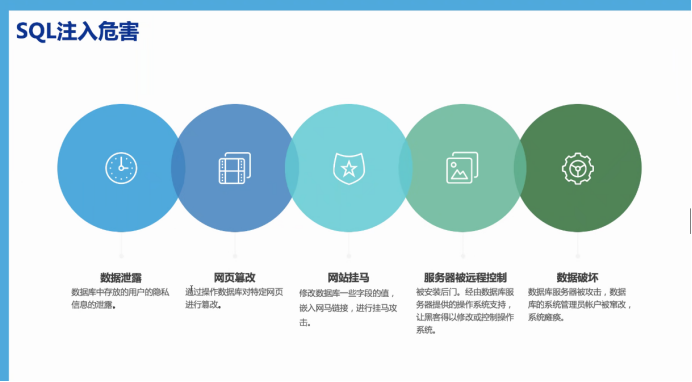 SQL注入危害
数据泄露
数据库中存放的用户的隐私
信息的泄露。
网页篡改
通过操作数据库对特定网页
进行篡改。
网站挂马
修改数据库一些字段的值，
嵌入网马链接，进行挂马攻
击。
服务器被远程控制
被安装后门。经由数据库服
务器提供的操作系统支持，
让黑客得以修改或控制操作
系统。
数据破坏
数据库服务器被攻击，数据
库的系统管理员帐户被窜改，
系统瘫痪。